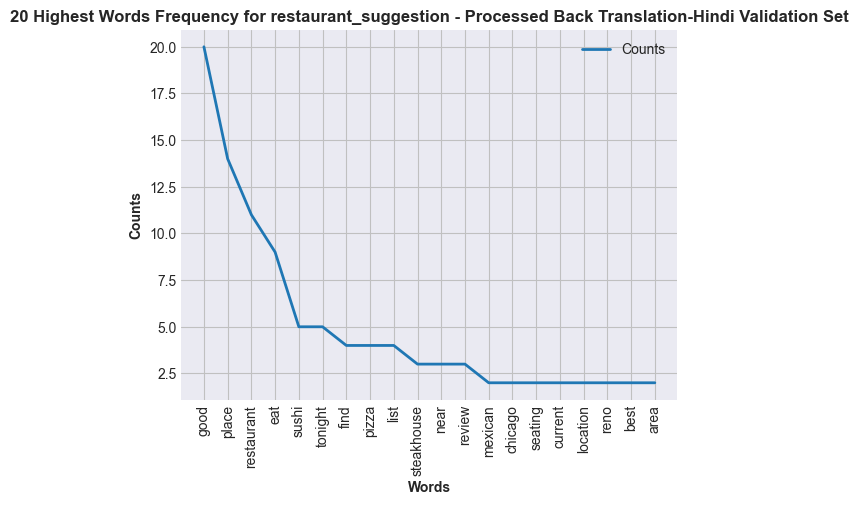 20 Highest Words Frequency for restaurant_suggestion - Processed Back Translation-Hindi Validation Set
Counts
20.0
17.5
15.0
12.5
10.0
7.5
5.0
2.5
Counts
good
place
restaurant
eat
sushi
tonight
find
pizza
list
steakhouse
near
review
mexican
chicago
seating
current
location
reno
best
area
Words